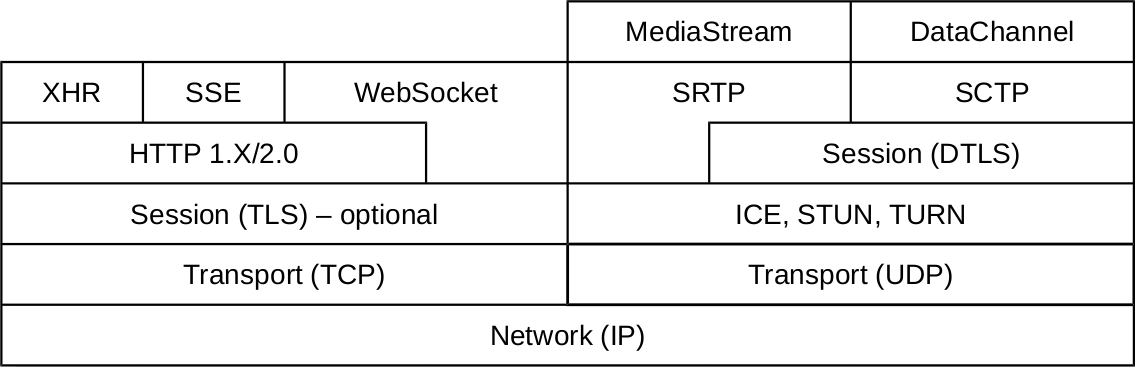 MediaStream
DataChannel
XHR
SSE
WebSocket
SRTP
SCTP
HTTP 1.X/2.0
Session (DTLS)
Session (TLS) – optional
ICE, STUN, TURN
Transport (TCP)
Transport (UDP)
Network (IP)